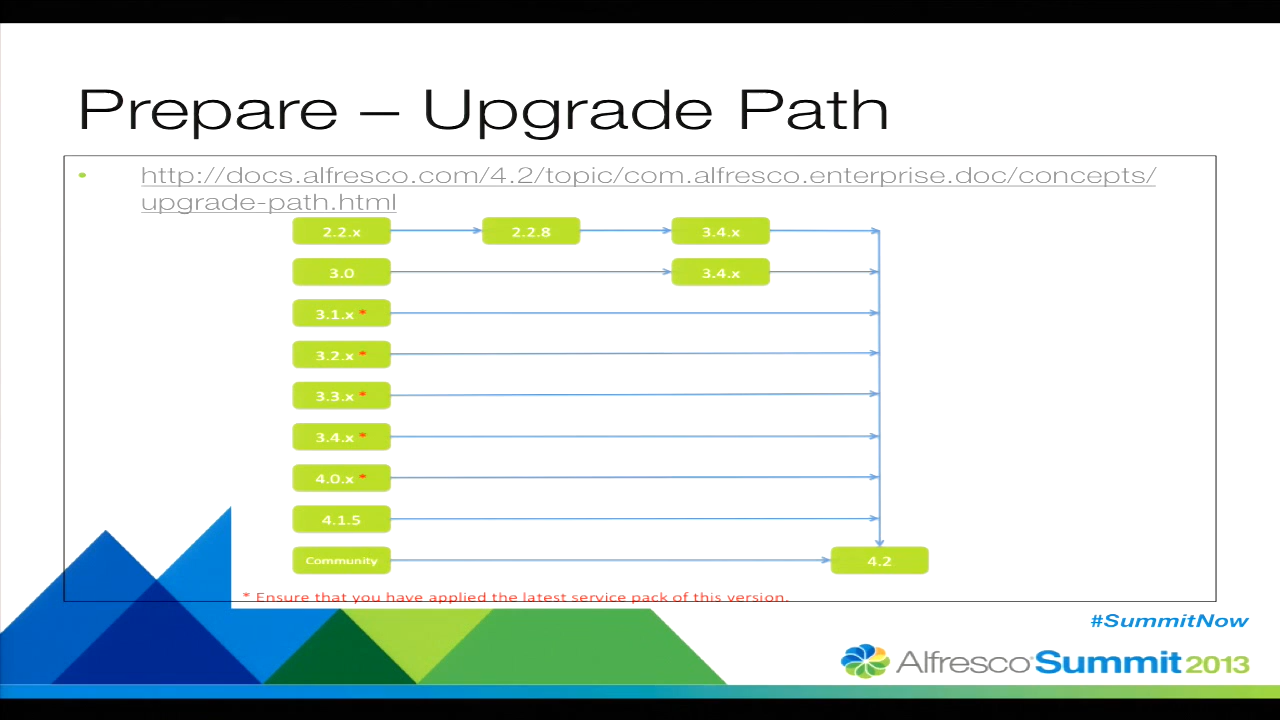 Prepare – Upgrade Path
• http://docs.alfresco.com/4.2/topic/com.alfresco.enterprise.doc/concepts/
upgrade-path.html
2.2.x 2.2.8 3.4.x
3.0 3.4.x
3.1.x *
3.2.x *
3.3.x *
3.4.x *
4.0.x *
4.1.5
Community 4.2
* Ensure that you have applied the latest service pack of this version.
#SummitNow
Alfresco Summit 2013